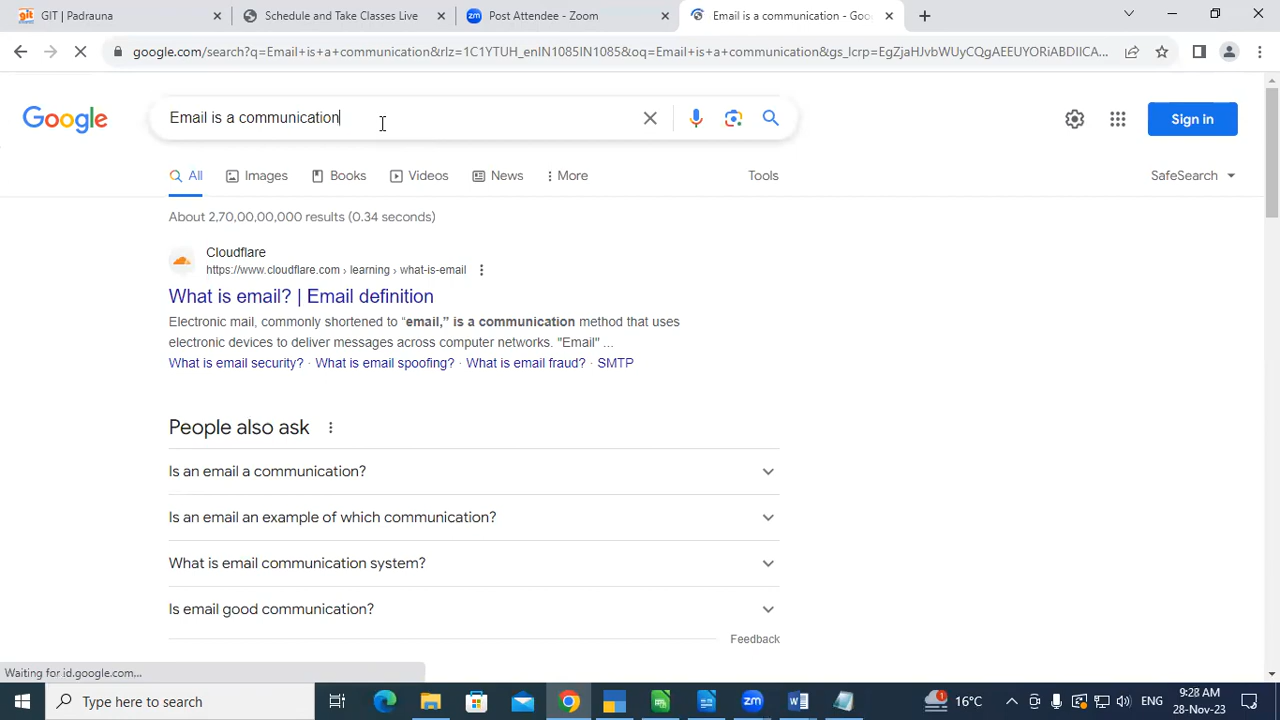 git GIT | Padrauna
Schedule and Take Classes Live
zm Post Attendee - Zoom
Email is a communication - Goo
google.com/search?q=Email+is+a+communication&rlz=1C1YTUH_enIN1085IN1085&oq=Email+is+a+communication&gs_lcrp=EgZjaHJvbWUyCQgAEEUYORiABDIICA...
Google
Email is a communication
Sign in
All
Images
Books
Videos
News
More
Tools
SafeSearch
About 2,70,00,00,000 results (0.34 seconds)
Cloudflare
https://www.cloudflare.com › learning › what-is-email
What is email? | Email definition
Electronic mail, commonly shortened to “email,” is a communication method that uses
electronic devices to deliver messages across computer networks. "Email" ...
What is email security? · What is email spoofing? · What is email fraud? · SMTP
People also ask
Is an email a communication?
Is an email an example of which communication?
What is email communication system?
Is email good communication?
Feedback
Waiting for id.google.com...
Type here to search
zm
W
1
16°C
ENG
9:28 AM
28-Nov-23